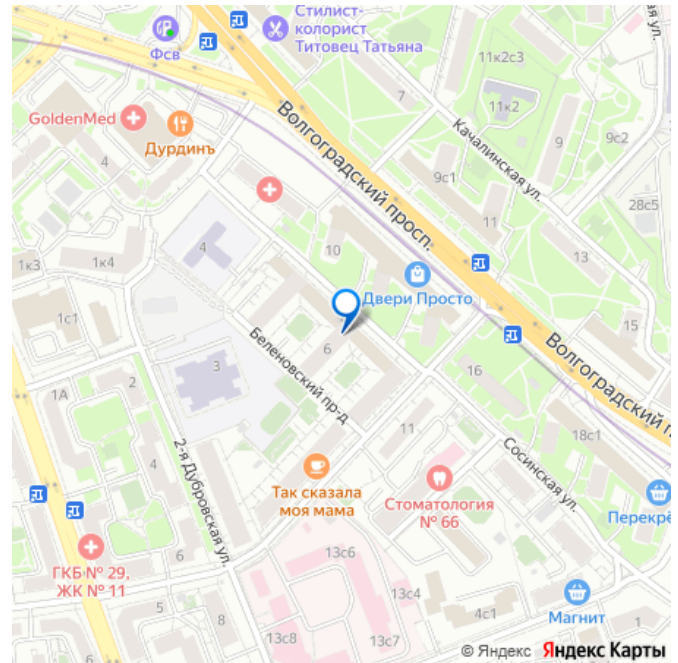 Стилист-
колорист
Титовец Татьяна
Фсв
11к2с3
7
11к2
GoldenMed
Дурдинъ
4
Волгоградский просп.
Качалинская ул.
9
9с2
9с1
28с5
11
13
10
4
1к3
1к4
Двери Просто
15
Волгоградский п
1с1
Беленовский пр-д
6
3
16
1А
2
18с1
11
4
2-я Дубровская ул.
Так сказала
моя мама
Стоматология
№ 66
Сосинская ул.
Перекрё
6
ГКБ № 29,
ЖК № 11
6
8
13с6
13с4
4с1
Магнит
1
13с8
13с7
© Яндекс Яндекс Карты